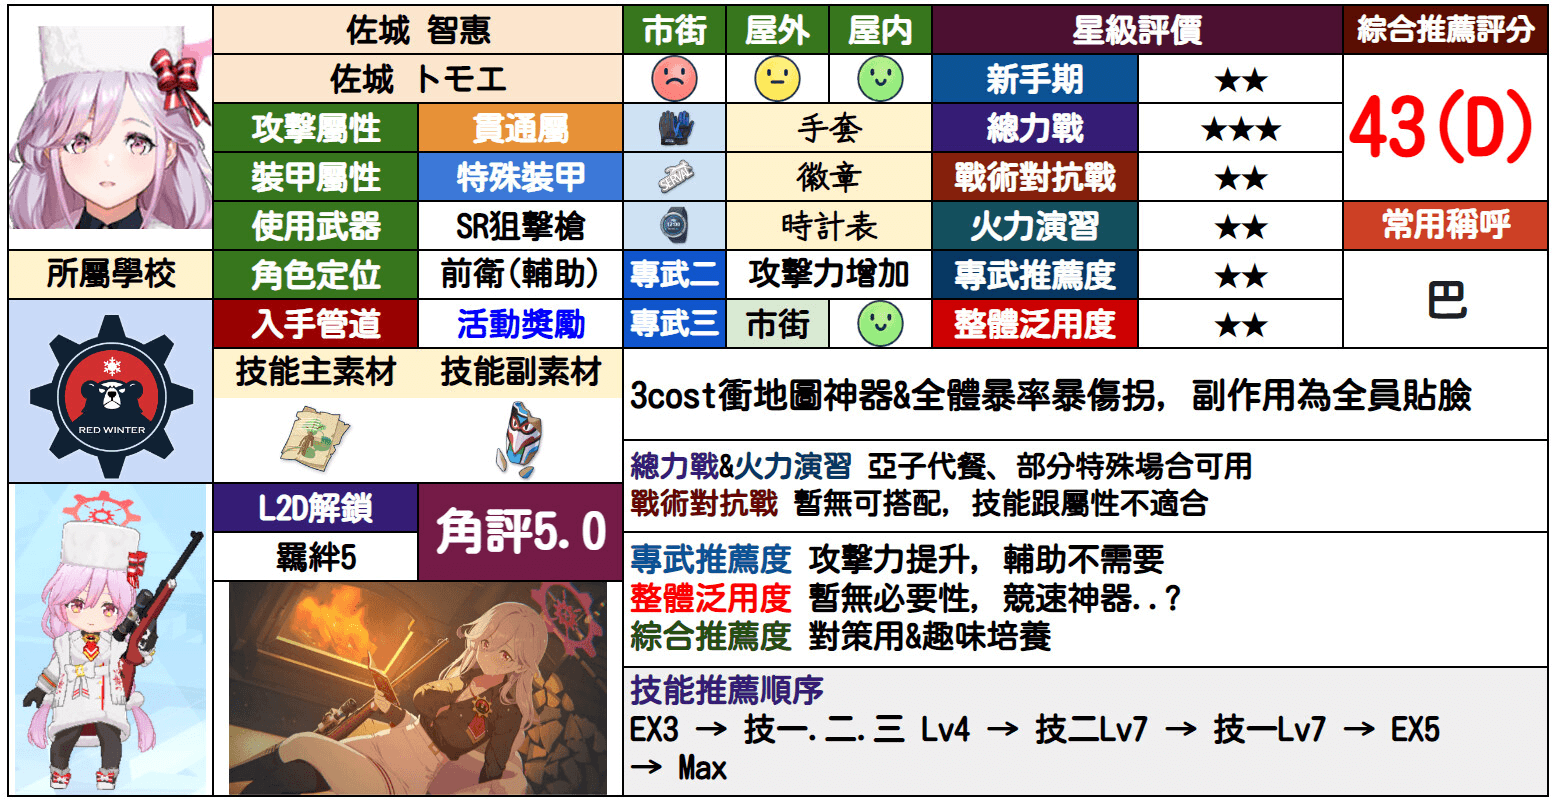 佐城 智惠
市街
屋外
屋内
星級評價
綜合推薦評分
佐城 トモエ
新手期
★★
43(D)
攻擊屬性
貫通屬
手套
總力戰
★★★
裝甲屬性
特殊裝甲
SERVAL
徽章
戰術對抗戰
★★
使用武器
SR狙擊槍
時計表
火力演習
★★
常用稱呼
所屬學校
角色定位
前衛(輔助)
專武二
攻擊力增加
專武推薦度
★★
巴
入手管道
活動獎勵
專武三
市街
整體泛用度
★★
RED WINTER
技能主素材
技能副素材
3cost衝地圖神器&全體暴率暴傷拐, 副作用為全員貼臉
總力戰&火力演習 亞子代餐、部分特殊場合可用
戰術對抗戰 暫無可搭配, 技能跟屬性不適合
L2D解鎖
角評5.0
羈絆5
專武推薦度 攻擊力提升, 輔助不需要
整體泛用度 暫無必要性, 競速神器..?
綜合推薦度 對策用&趣味培養
技能推薦順序
EX3 → 技一.二.三 Lv4 → 技二Lv7 → 技一Lv7 → EX5
→ Max